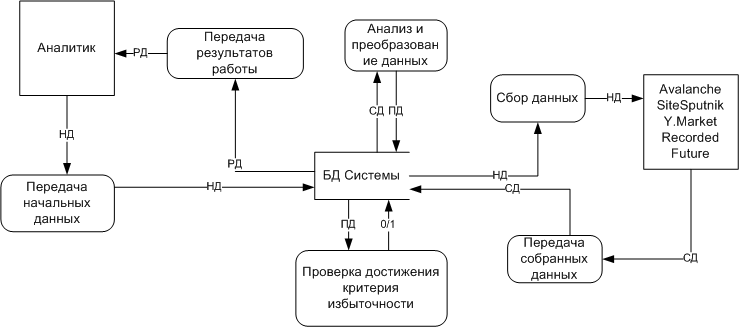 Аналитик
РД
Передача
результатов
работы
Анализ и
преобразован
ие данных
Сбор данных
НД
Avalanche
SiteSputnik
Y.Market
Recorded
Future
НД
СД
ПД
РД
БД Системы
НД
Передача
начальных
данных
НД
СД
ПД
0/1
Передача
собранных
данных
СД
Проверка достижения
критерия
избыточности